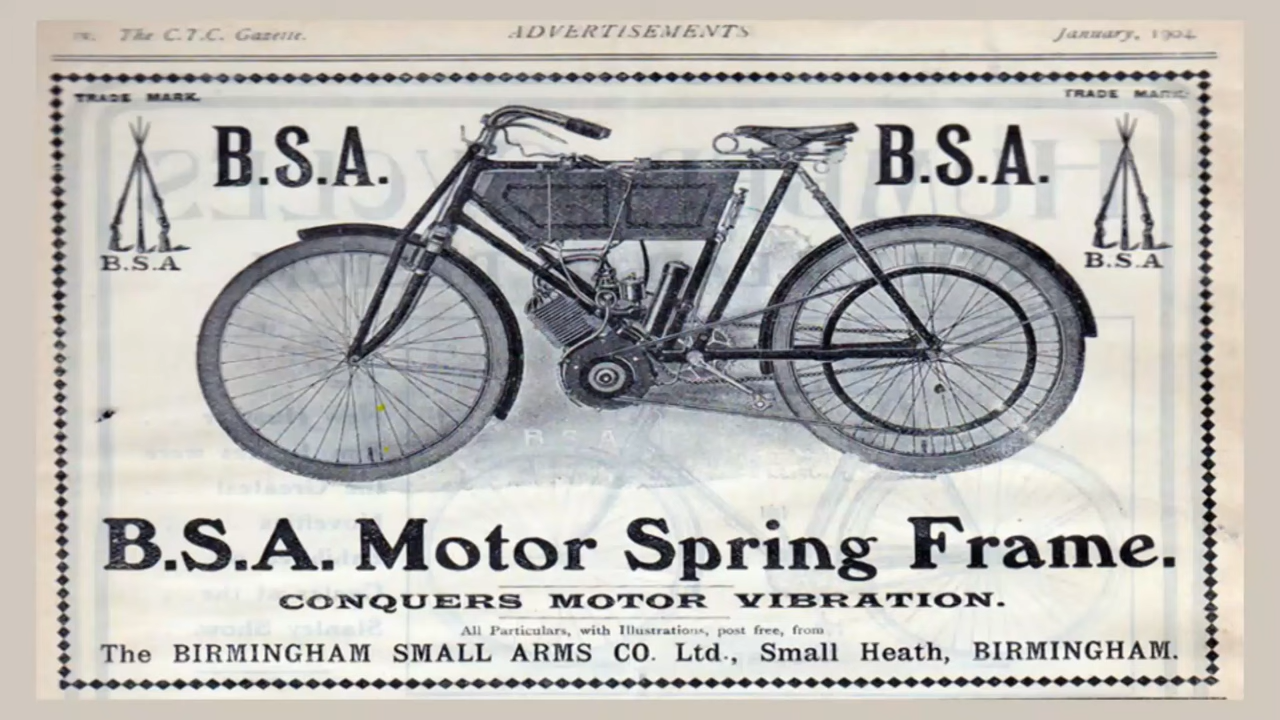 The C.T.C. Gazette. ADVERTISEMENTS January, 1904.
TRADE MARK. TRADE MARK.
B.S.A. B.S.A.
B.S.A B.S.A
B S A
B.S.A. Motor Spring Frame.
CONQUERS MOTOR VIBRATION.
All Particulars, with Illustrations, post free, from
The BIRMINGHAM SMALL ARMS CO. Ltd., Small Heath, BIRMINGHAM.